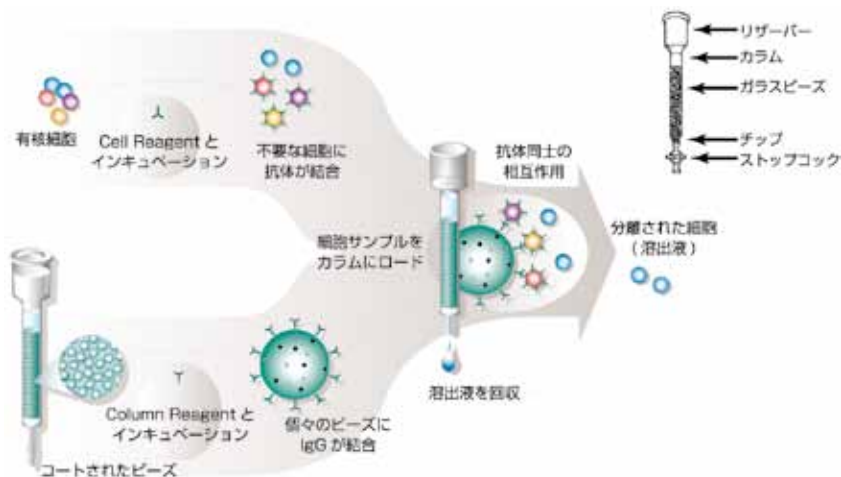 リザーバー
カラム
ガラスビーズ
チップ
ストップコック
有核細胞
Cell Reagent と
インキュベーション
不要な細胞に
抗体が結合
抗体同士の
相互作用
細胞サンプルを
カラムにロード
分離された細胞
(溶出液)
溶出液を回収
Column Reagent と
インキュベーション
個々のビーズに
IgG が結合
コートされたビーズ